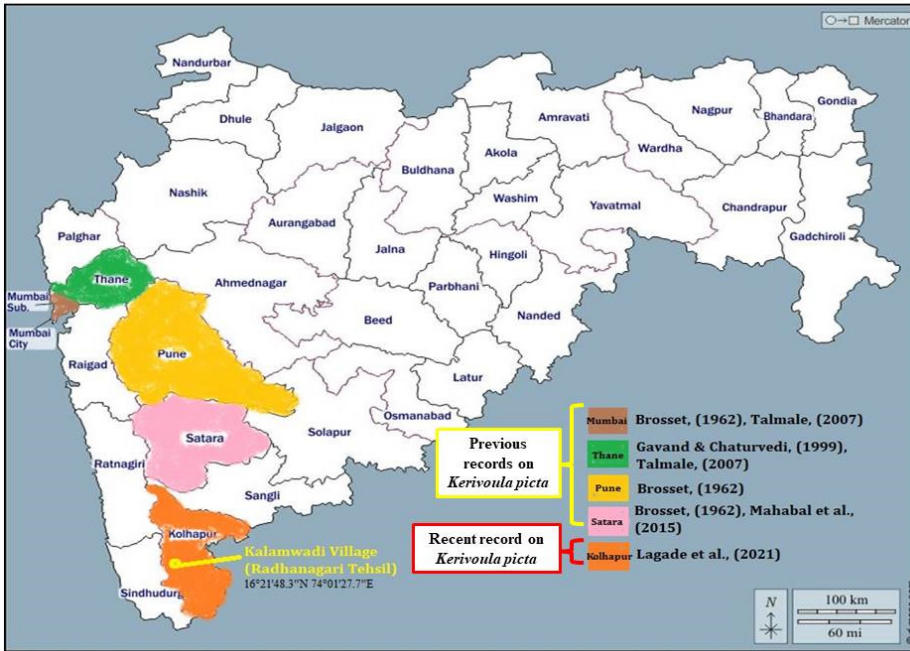 Mercator
Nandurbar
Dhule
Jalgaon
Amravati
Nagpur
Bhandara
Gondia
Wardha
Akola
Buldhana
Nashik
Washim
Yavatmal
Chandrapur
Gadchiroli
Aurangabad
Palghar
Jalna
Hingoli
Parbhani
Thane
Ahmednagar
Mumbai
Sub.
Mumbai
City
Beed
Nanded
Raigad
Pune
Latur
Osmanabad
Satara
Solapur
Ratnagiri
Sangli
Kolhapur
Sindhudurg
Kalamwadi Village
(Radhanagari Tehsil)
16°21'48.3"N 74°01'27.7"E
Previous
records on
Kerivoula picta
Mumbai Brosset, (1962), Talmale, (2007)
Thane Gavand & Chaturvedi, (1999),
Talmale, (2007)
Pune Brosset, (1962)
Satara Brosset, (1962), Mahabal et al.,
(2015)
Recent record on
Kerivoula picta
Kolhapur Lagade et al., (2021)
N
100 km
60 mi